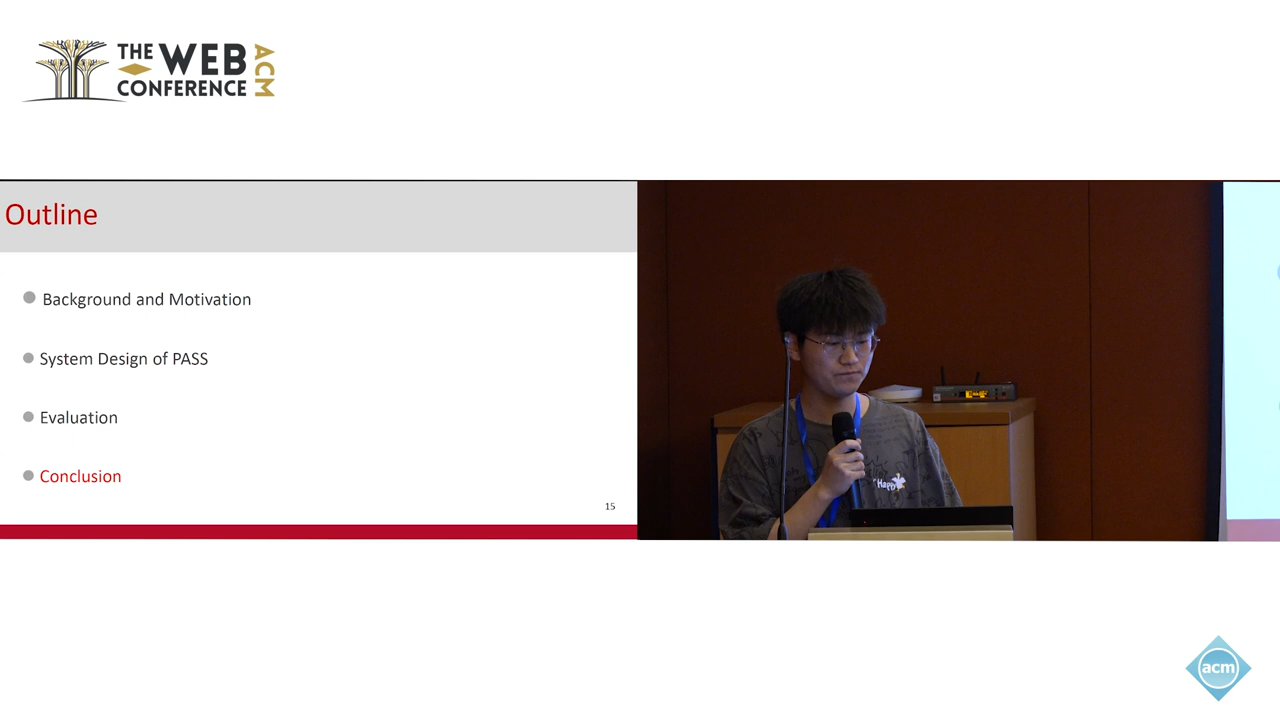 THE WEB
CONFERENCE
ACM
Outline
Background and Motivation
System Design of PASS
Evaluation
Conclusion
15
Happy
acm